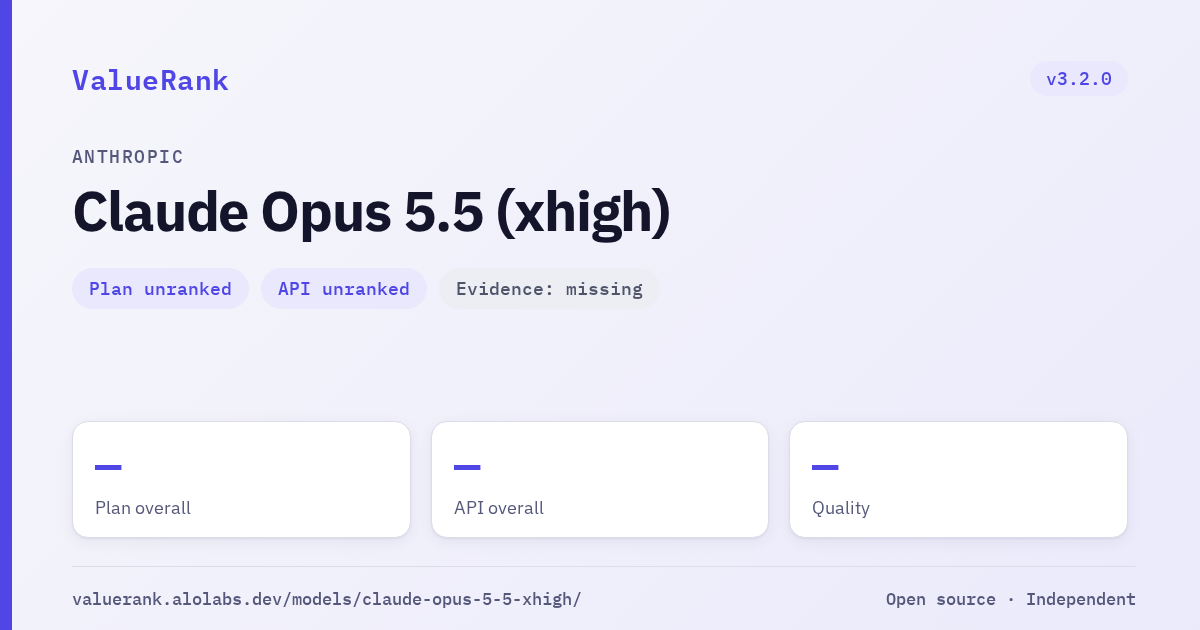 ValueRank
v3.2.0
ANTHROPIC
Claude Opus 5.5 (xhigh)
Plan unranked
API unranked
Evidence: missing
—
Plan overall
—
API overall
—
Quality
valuerank.alolabs.dev/models/claude-opus-5-5-xhigh/
Open source · Independent